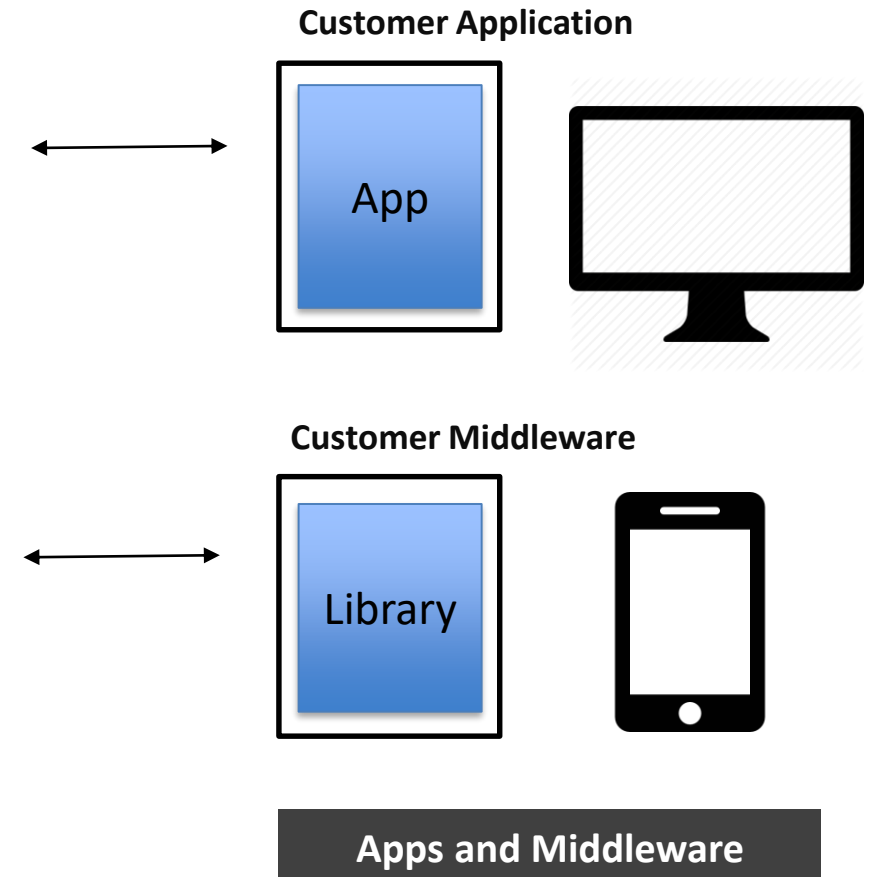 Customer Application
App
Customer Middleware
Library
Apps and Middleware